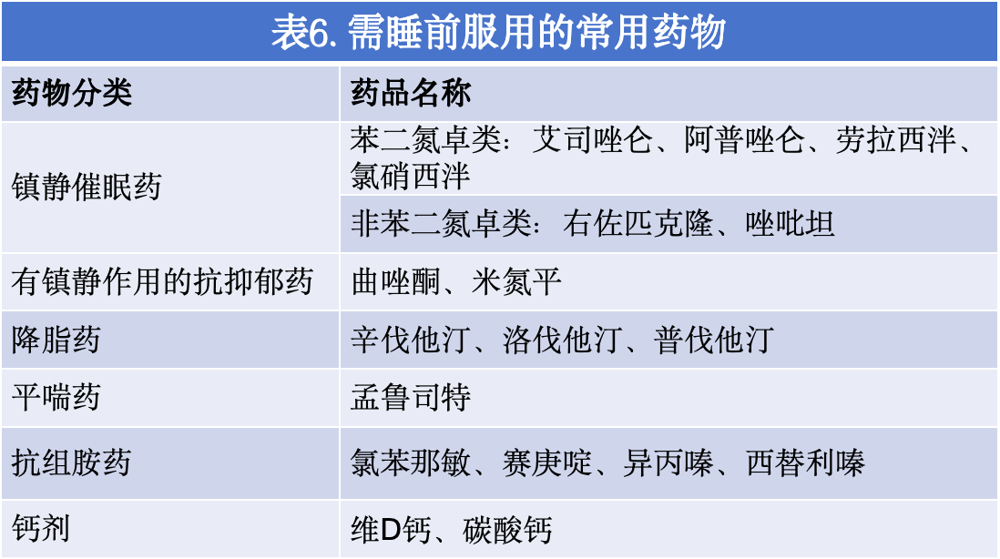 表6. 需睡前服用的常用药物
药物分类
药品名称
镇静催眠药
苯二氮卓类：艾司唑仑、阿普唑仑、劳拉西泮、
氯硝西泮
非苯二氮卓类：右佐匹克隆、唑吡坦
有镇静作用的抗抑郁药
曲唑酮、米氮平
降脂药
辛伐他汀、洛伐他汀、普伐他汀
平喘药
孟鲁司特
抗组胺药
氯苯那敏、赛庚啶、异丙嗪、西替利嗪
钙剂
维D钙、碳酸钙